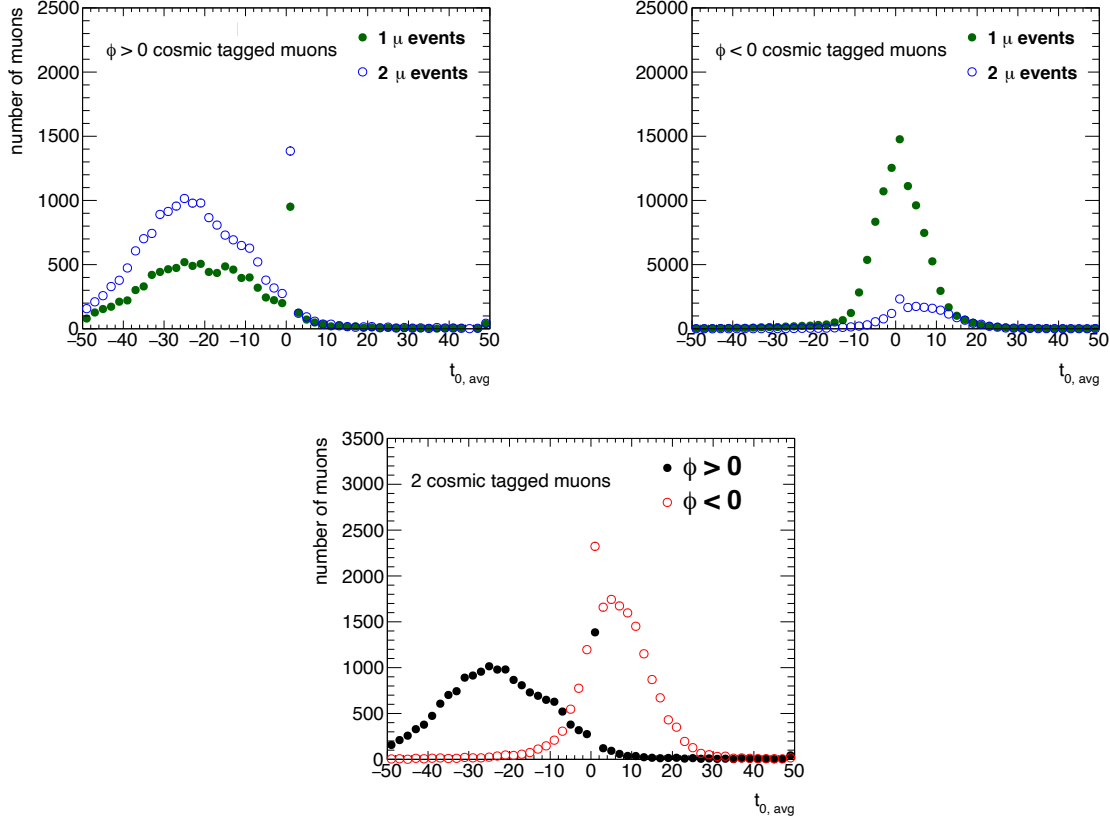 number of muons
2500
2000
1500
1000
500
0
ϕ > 0 cosmic tagged muons
1 μ events
2 μ events
−50 −40 −30 −20 −10 0 10 20 30 40 50
t0, avg
25000
20000
15000
10000
5000
0
ϕ < 0 cosmic tagged muons
1 μ events
2 μ events
−50 −40 −30 −20 −10 0 10 20 30 40 50
t0, avg
number of muons
3500
3000
2500
2000
1500
1000
500
0
2 cosmic tagged muons
ϕ > 0
ϕ < 0
−50 −40 −30 −20 −10 0 10 20 30 40 50
t0, avg